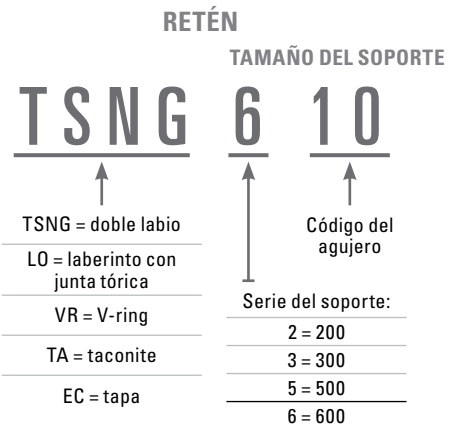 RETÉN
TAMAÑO DEL SOPORTE
TSNG 6 10
TSNG = doble labio
LO = laberinto con
junta tórica
VR = V-ring
TA = taconite
EC = tapa
Código del
agujero
Serie del soporte:
2 = 200
3 = 300
5 = 500
6 = 600